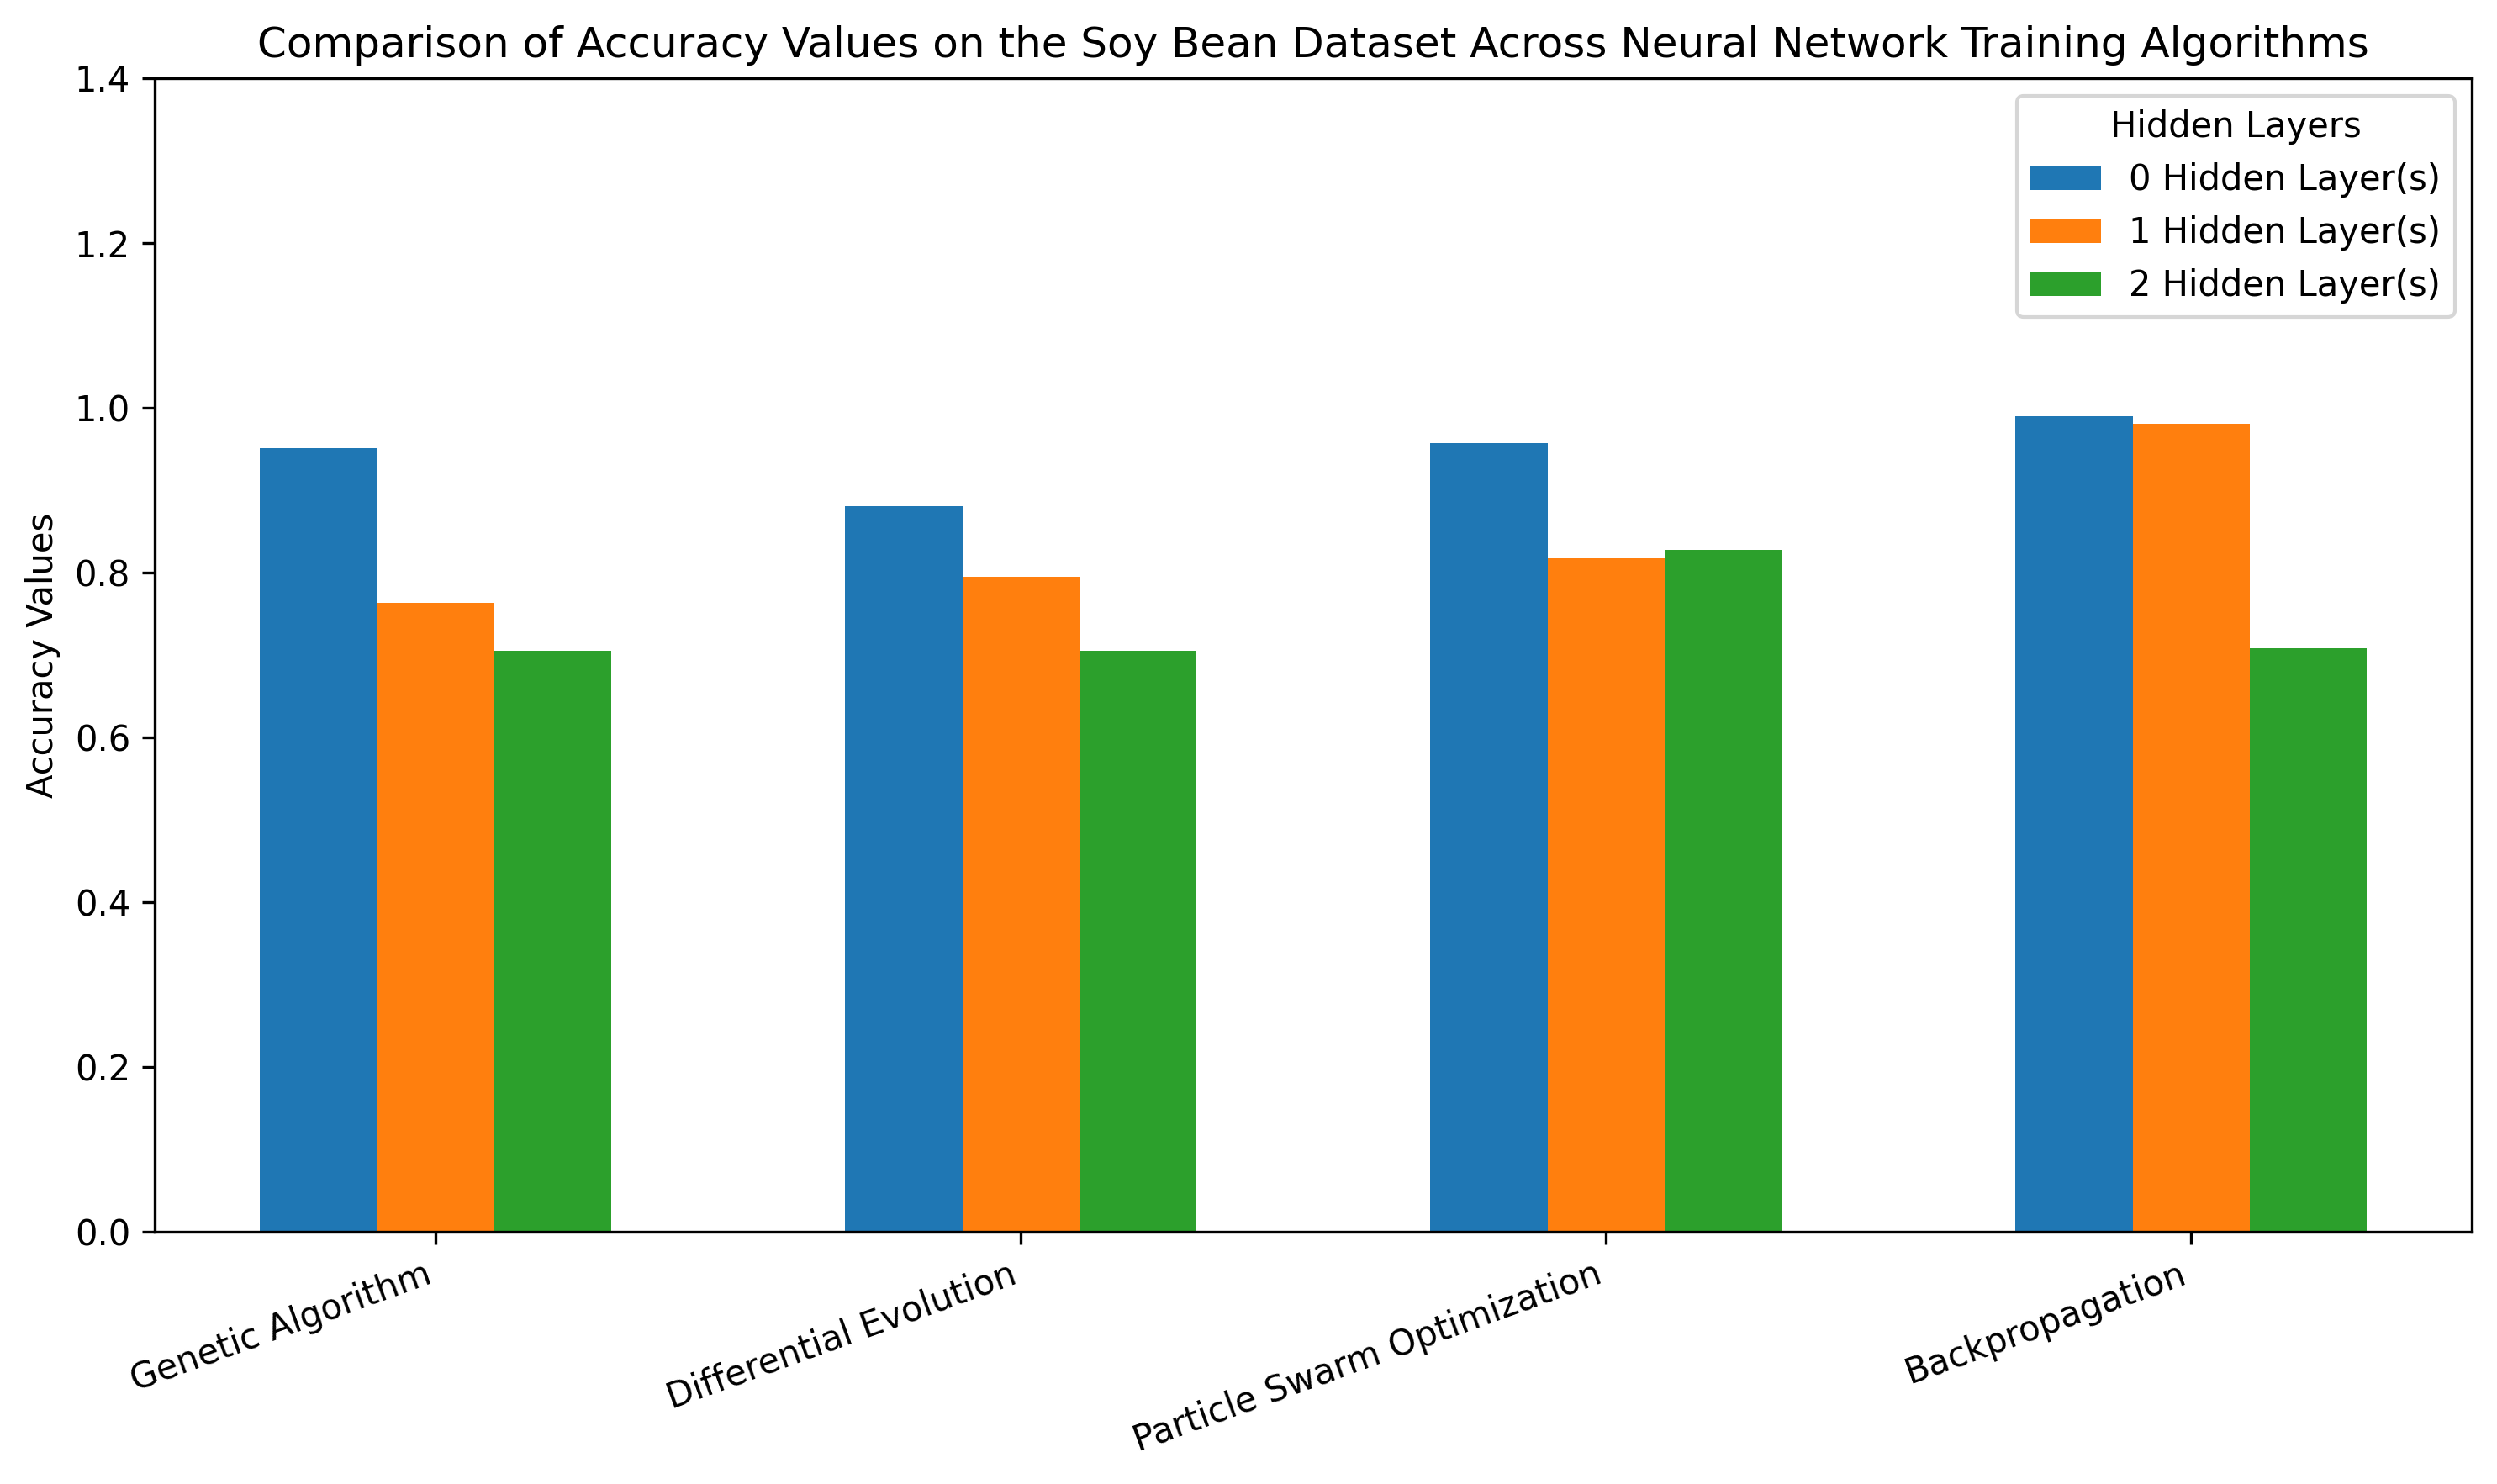 Comparison of Accuracy Values on the Soy Bean Dataset Across Neural Network Training Algorithms
Accuracy Values
1.4
1.2
1.0
0.8
0.6
0.4
0.2
0.0
Hidden Layers
0 Hidden Layer(s)
1 Hidden Layer(s)
2 Hidden Layer(s)
Genetic Algorithm
Differential Evolution
Particle Swarm Optimization
Backpropagation